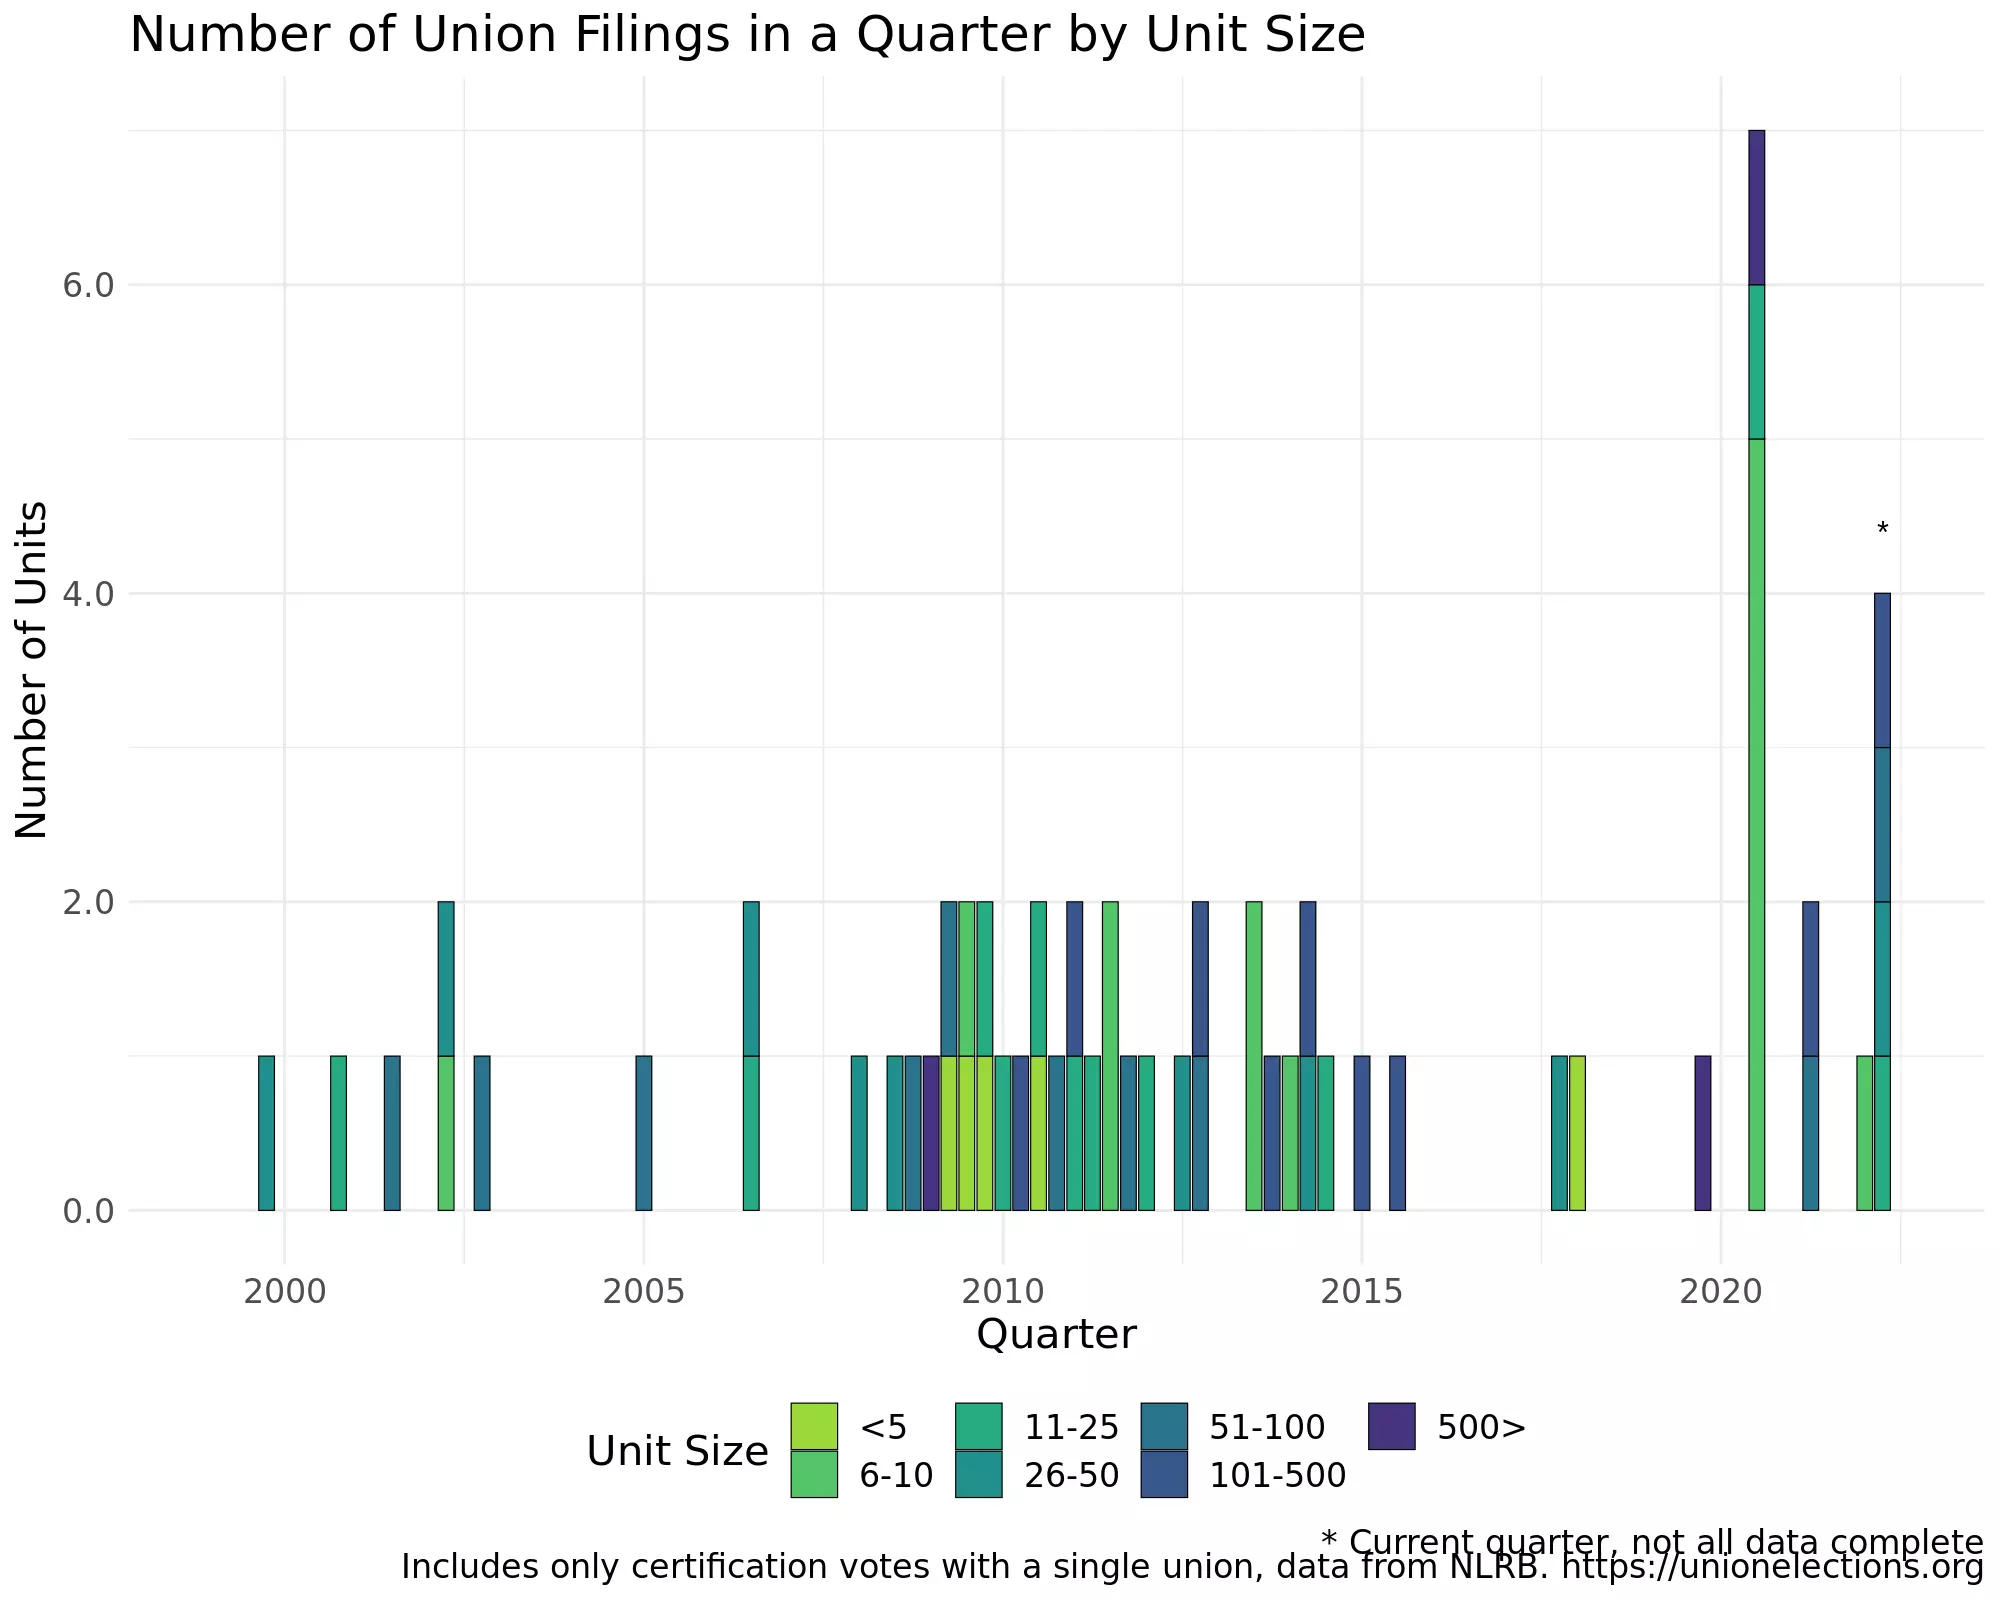 Number of Union Filings in a Quarter by Unit Size
Number of Units
6.0
4.0
2.0
0.0
*
2000 2005 2010 2015 2020
Quarter
Unit Size
<5 11-25 51-100 500>
6-10 26-50 101-500
* Current quarter, not all data complete
Includes only certification votes with a single union, data from NLRB. https://unionelections.org